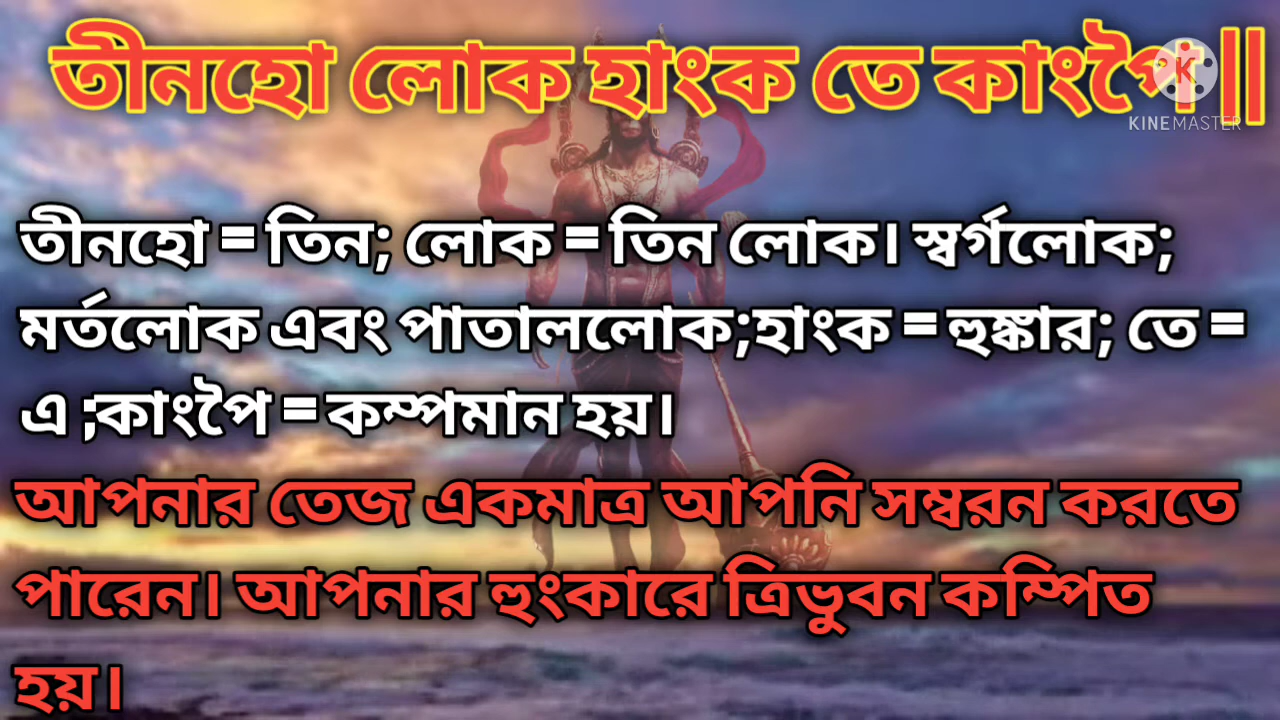 তীনহো লোক হাংক তে কাংপৈ ||
KINEMASTER
তীনহো = তিন; লোক = তিন লোক। স্বর্গলোক;
মর্তলোক এবং পাতাললোক;হাংক = হুঙ্কার; তে =
এ ;কাংপৈ = কম্পমান হয়।
আপনার তেজ একমাত্র আপনি সম্বরন করতে
পারেন। আপনার হুংকারে ত্রিভুবন কম্পিত
হয়।